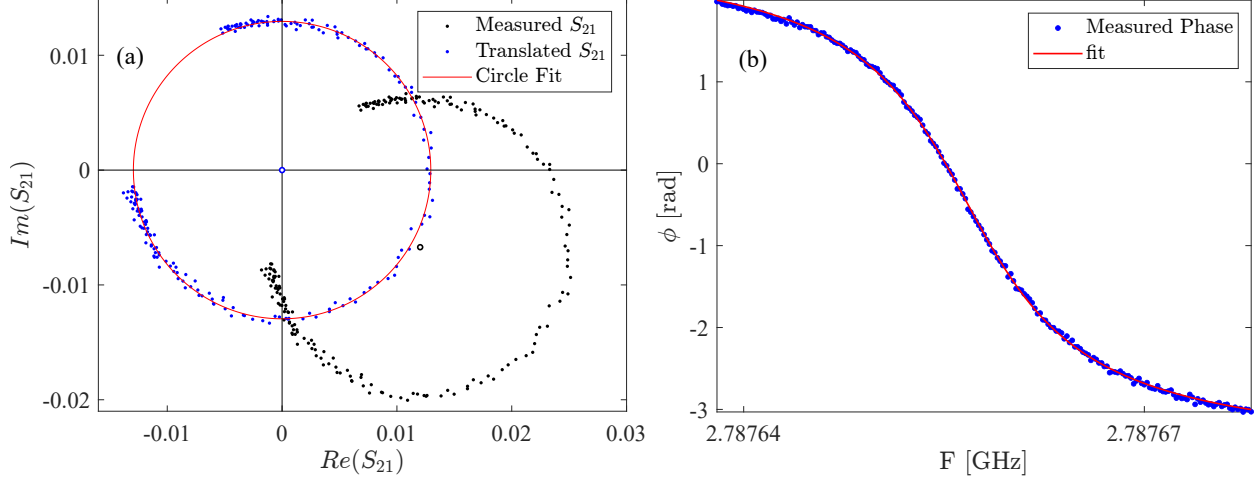 (a)
Measured S21
Translated S21
Circle Fit
0.01
0
-0.01
-0.02
Im(S21)
-0.01
0
0.01
0.02
0.03
Re(S21)
(b)
Measured Phase
fit
1
0
-1
-2
-3
ϕ [rad]
2.78764
2.78767
F [GHz]